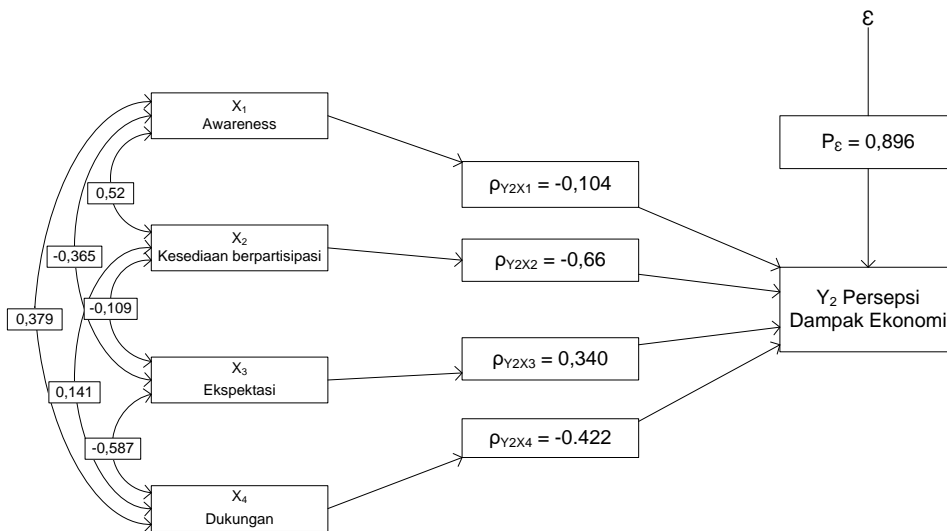 ε
X₁
Awareness
Pε = 0,896
ρY2X1 = -0,104
0,52
X₂
Kesediaan berpartisipasi
ρY2X2 = -0,66
-0,365
Y₂ Persepsi
Dampak Ekonomi
-0,109
0,379
ρY2X3 = 0,340
X₃
Ekspektasi
0,141
ρY2X4 = -0.422
-0,587
X₄
Dukungan